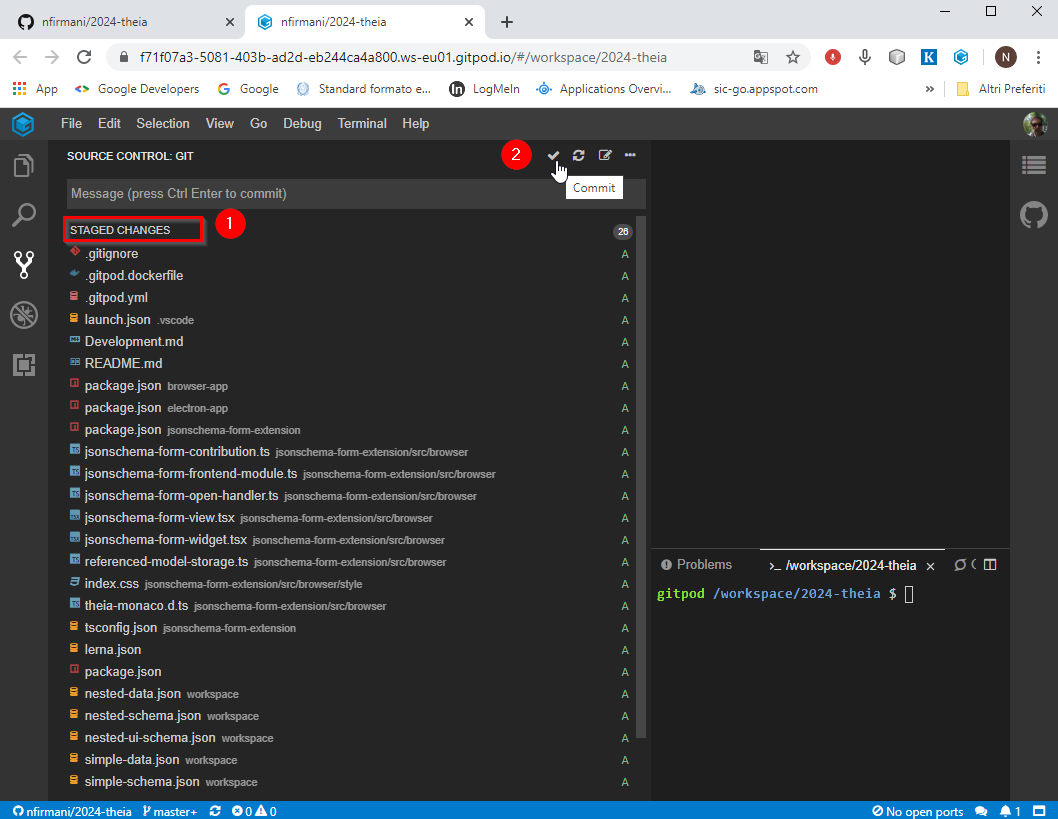 nfirmani/2024-theia
nfirmani/2024-theia
f71f07a3-5081-403b-ad2d-eb244ca4a800.ws-eu01.gitpod.io/#/workspace/2024-theia
K
N
App
Google Developers
Google
Standard formato e...
LogMeIn
Applications Overvi...
sic-go.appspot.com
»
Altri Preferiti
File Edit Selection View Go Debug Terminal Help
SOURCE CONTROL: GIT
2
Commit
Message (press Ctrl Enter to commit)
STAGED CHANGES
1
26
.gitignore A
.gitpod.dockerfile A
.gitpod.yml A
launch.json .vscode A
Development.md A
README.md A
package.json browser-app A
package.json electron-app A
package.json jsonschema-form-extension A
jsonschema-form-contribution.ts jsonschema-form-extension/src/browser A
jsonschema-form-frontend-module.ts jsonschema-form-extension/src/browser A
jsonschema-form-open-handler.ts jsonschema-form-extension/src/browser A
jsonschema-form-view.tsx jsonschema-form-extension/src/browser A
jsonschema-form-widget.tsx jsonschema-form-extension/src/browser A
referenced-model-storage.ts jsonschema-form-extension/src/browser A
index.css jsonschema-form-extension/src/browser/style A
theia-monaco.d.ts jsonschema-form-extension/src/browser A
tsconfig.json jsonschema-form-extension A
lerna.json A
package.json A
nested-data.json workspace A
nested-schema.json workspace A
nested-ui-schema.json workspace A
simple-data.json workspace A
simple-schema.json workspace A
Problems
>_ /workspace/2024-theia
gitpod /workspace/2024-theia $
nfirmani/2024-theia master+ 0 0 No open ports 1